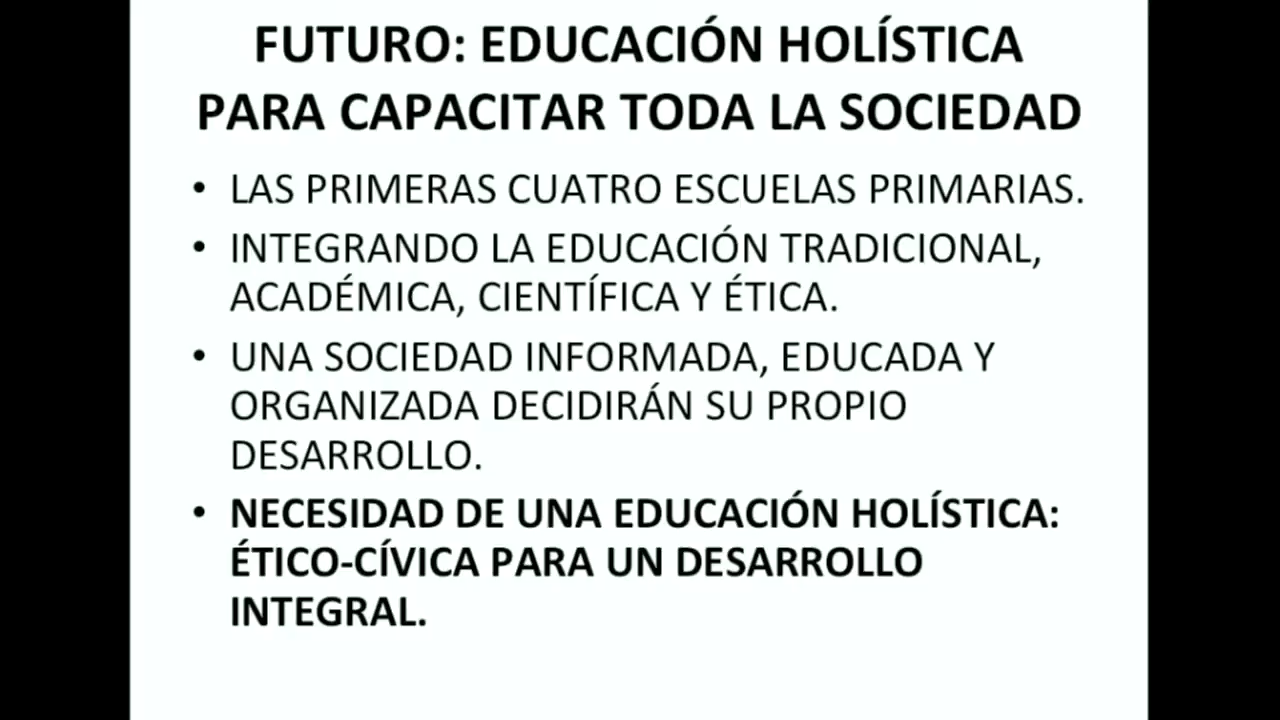 FUTURO: EDUCACIÓN HOLÍSTICA
PARA CAPACITAR TODA LA SOCIEDAD
• LAS PRIMERAS CUATRO ESCUELAS PRIMARIAS.
• INTEGRANDO LA EDUCACIÓN TRADICIONAL,
ACADÉMICA, CIENTÍFICA Y ÉTICA.
• UNA SOCIEDAD INFORMADA, EDUCADA Y
ORGANIZADA DECIDIRÁN SU PROPIO
DESARROLLO.
• NECESIDAD DE UNA EDUCACIÓN HOLÍSTICA:
ÉTICO-CÍVICA PARA UN DESARROLLO
INTEGRAL.